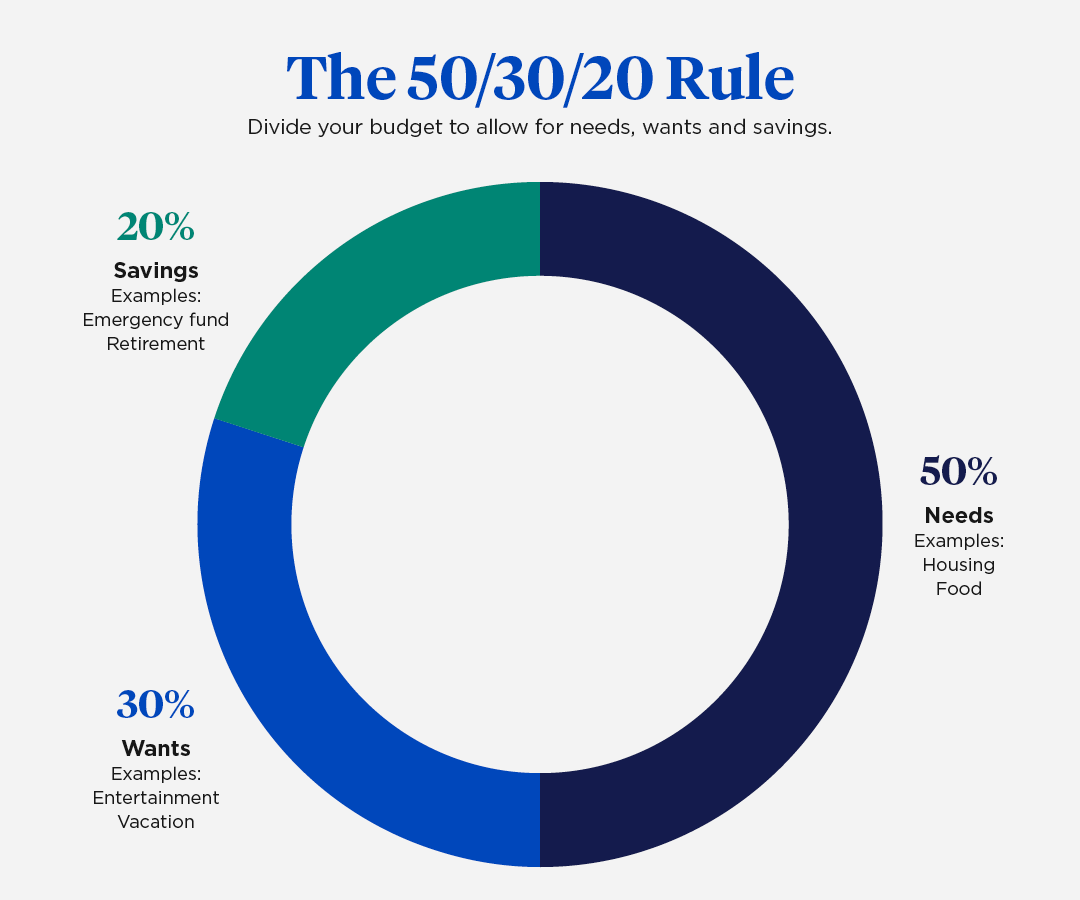 The 50/30/20 Rule
Divide your budget to allow for needs, wants and savings.
20%
Savings
Examples:
Emergency fund
Retirement
50%
Needs
Examples:
Housing
Food
30%
Wants
Examples:
Entertainment
Vacation